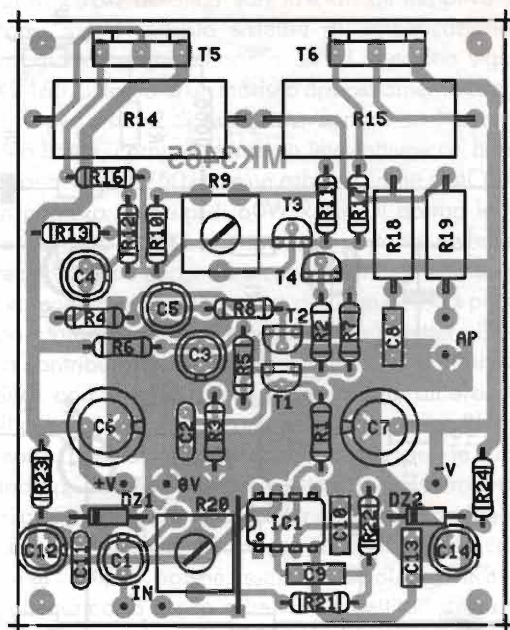 T5
T6
R14
R15
MK3465
R16
R9
R12
R10
R11
R17
T3
R18
R19
R13
T4
C4
C5
R8
T2
R4
R2
R7
C8
AP
R6
C3
R5
T1
C6
C2
R3
R1
C7
R23
+V
0V
-V
R24
DZ1
R20
IC1
C10
R22
DZ2
C12
C11
C1
C13
C14
C9
IN
R21